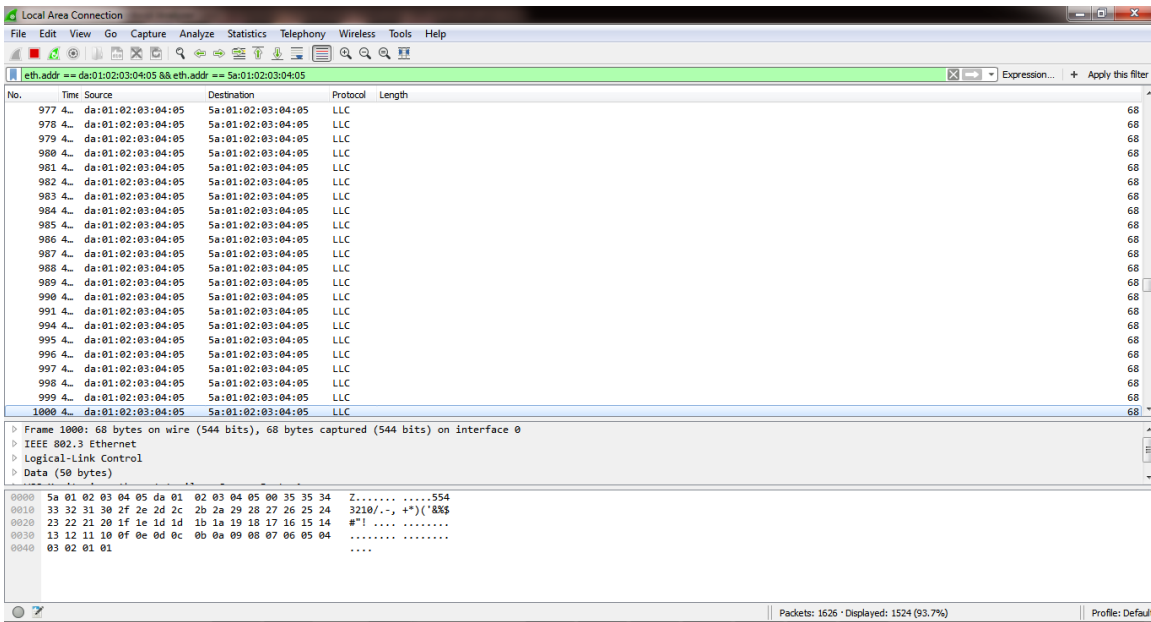 Local Area Connection
File Edit View Go Capture Analyze Statistics Telephony Wireless Tools Help
eth.addr == da:01:02:03:04:05 && eth.addr == 5a:01:02:03:04:05 Expression... + Apply this filter
No. Time Source Destination Protocol Length
977 4... da:01:02:03:04:05 5a:01:02:03:04:05 LLC 68
978 4... da:01:02:03:04:05 5a:01:02:03:04:05 LLC 68
979 4... da:01:02:03:04:05 5a:01:02:03:04:05 LLC 68
980 4... da:01:02:03:04:05 5a:01:02:03:04:05 LLC 68
981 4... da:01:02:03:04:05 5a:01:02:03:04:05 LLC 68
982 4... da:01:02:03:04:05 5a:01:02:03:04:05 LLC 68
983 4... da:01:02:03:04:05 5a:01:02:03:04:05 LLC 68
984 4... da:01:02:03:04:05 5a:01:02:03:04:05 LLC 68
985 4... da:01:02:03:04:05 5a:01:02:03:04:05 LLC 68
986 4... da:01:02:03:04:05 5a:01:02:03:04:05 LLC 68
987 4... da:01:02:03:04:05 5a:01:02:03:04:05 LLC 68
988 4... da:01:02:03:04:05 5a:01:02:03:04:05 LLC 68
989 4... da:01:02:03:04:05 5a:01:02:03:04:05 LLC 68
990 4... da:01:02:03:04:05 5a:01:02:03:04:05 LLC 68
991 4... da:01:02:03:04:05 5a:01:02:03:04:05 LLC 68
994 4... da:01:02:03:04:05 5a:01:02:03:04:05 LLC 68
995 4... da:01:02:03:04:05 5a:01:02:03:04:05 LLC 68
996 4... da:01:02:03:04:05 5a:01:02:03:04:05 LLC 68
997 4... da:01:02:03:04:05 5a:01:02:03:04:05 LLC 68
998 4... da:01:02:03:04:05 5a:01:02:03:04:05 LLC 68
999 4... da:01:02:03:04:05 5a:01:02:03:04:05 LLC 68
1000 4... da:01:02:03:04:05 5a:01:02:03:04:05 LLC 68
Frame 1000: 68 bytes on wire (544 bits), 68 bytes captured (544 bits) on interface 0
IEEE 802.3 Ethernet
Logical-Link Control
Data (50 bytes)
0000 5a 01 02 03 04 05 da 01 02 03 04 05 00 35 35 34 Z....... .....554
0010 33 32 31 30 2f 2e 2d 2c 2b 2a 29 28 27 26 25 24 3210/.-, +*)('&%$
0020 23 22 21 20 1f 1e 1d 1d 1b 1a 19 18 17 16 15 14 #"! .... ........
0030 13 12 11 10 0f 0e 0d 0c 0b 0a 09 08 07 06 05 04 ........ ........
0040 03 02 01 01 ....
Packets: 1626 · Displayed: 1524 (93.7%) Profile: Defaul